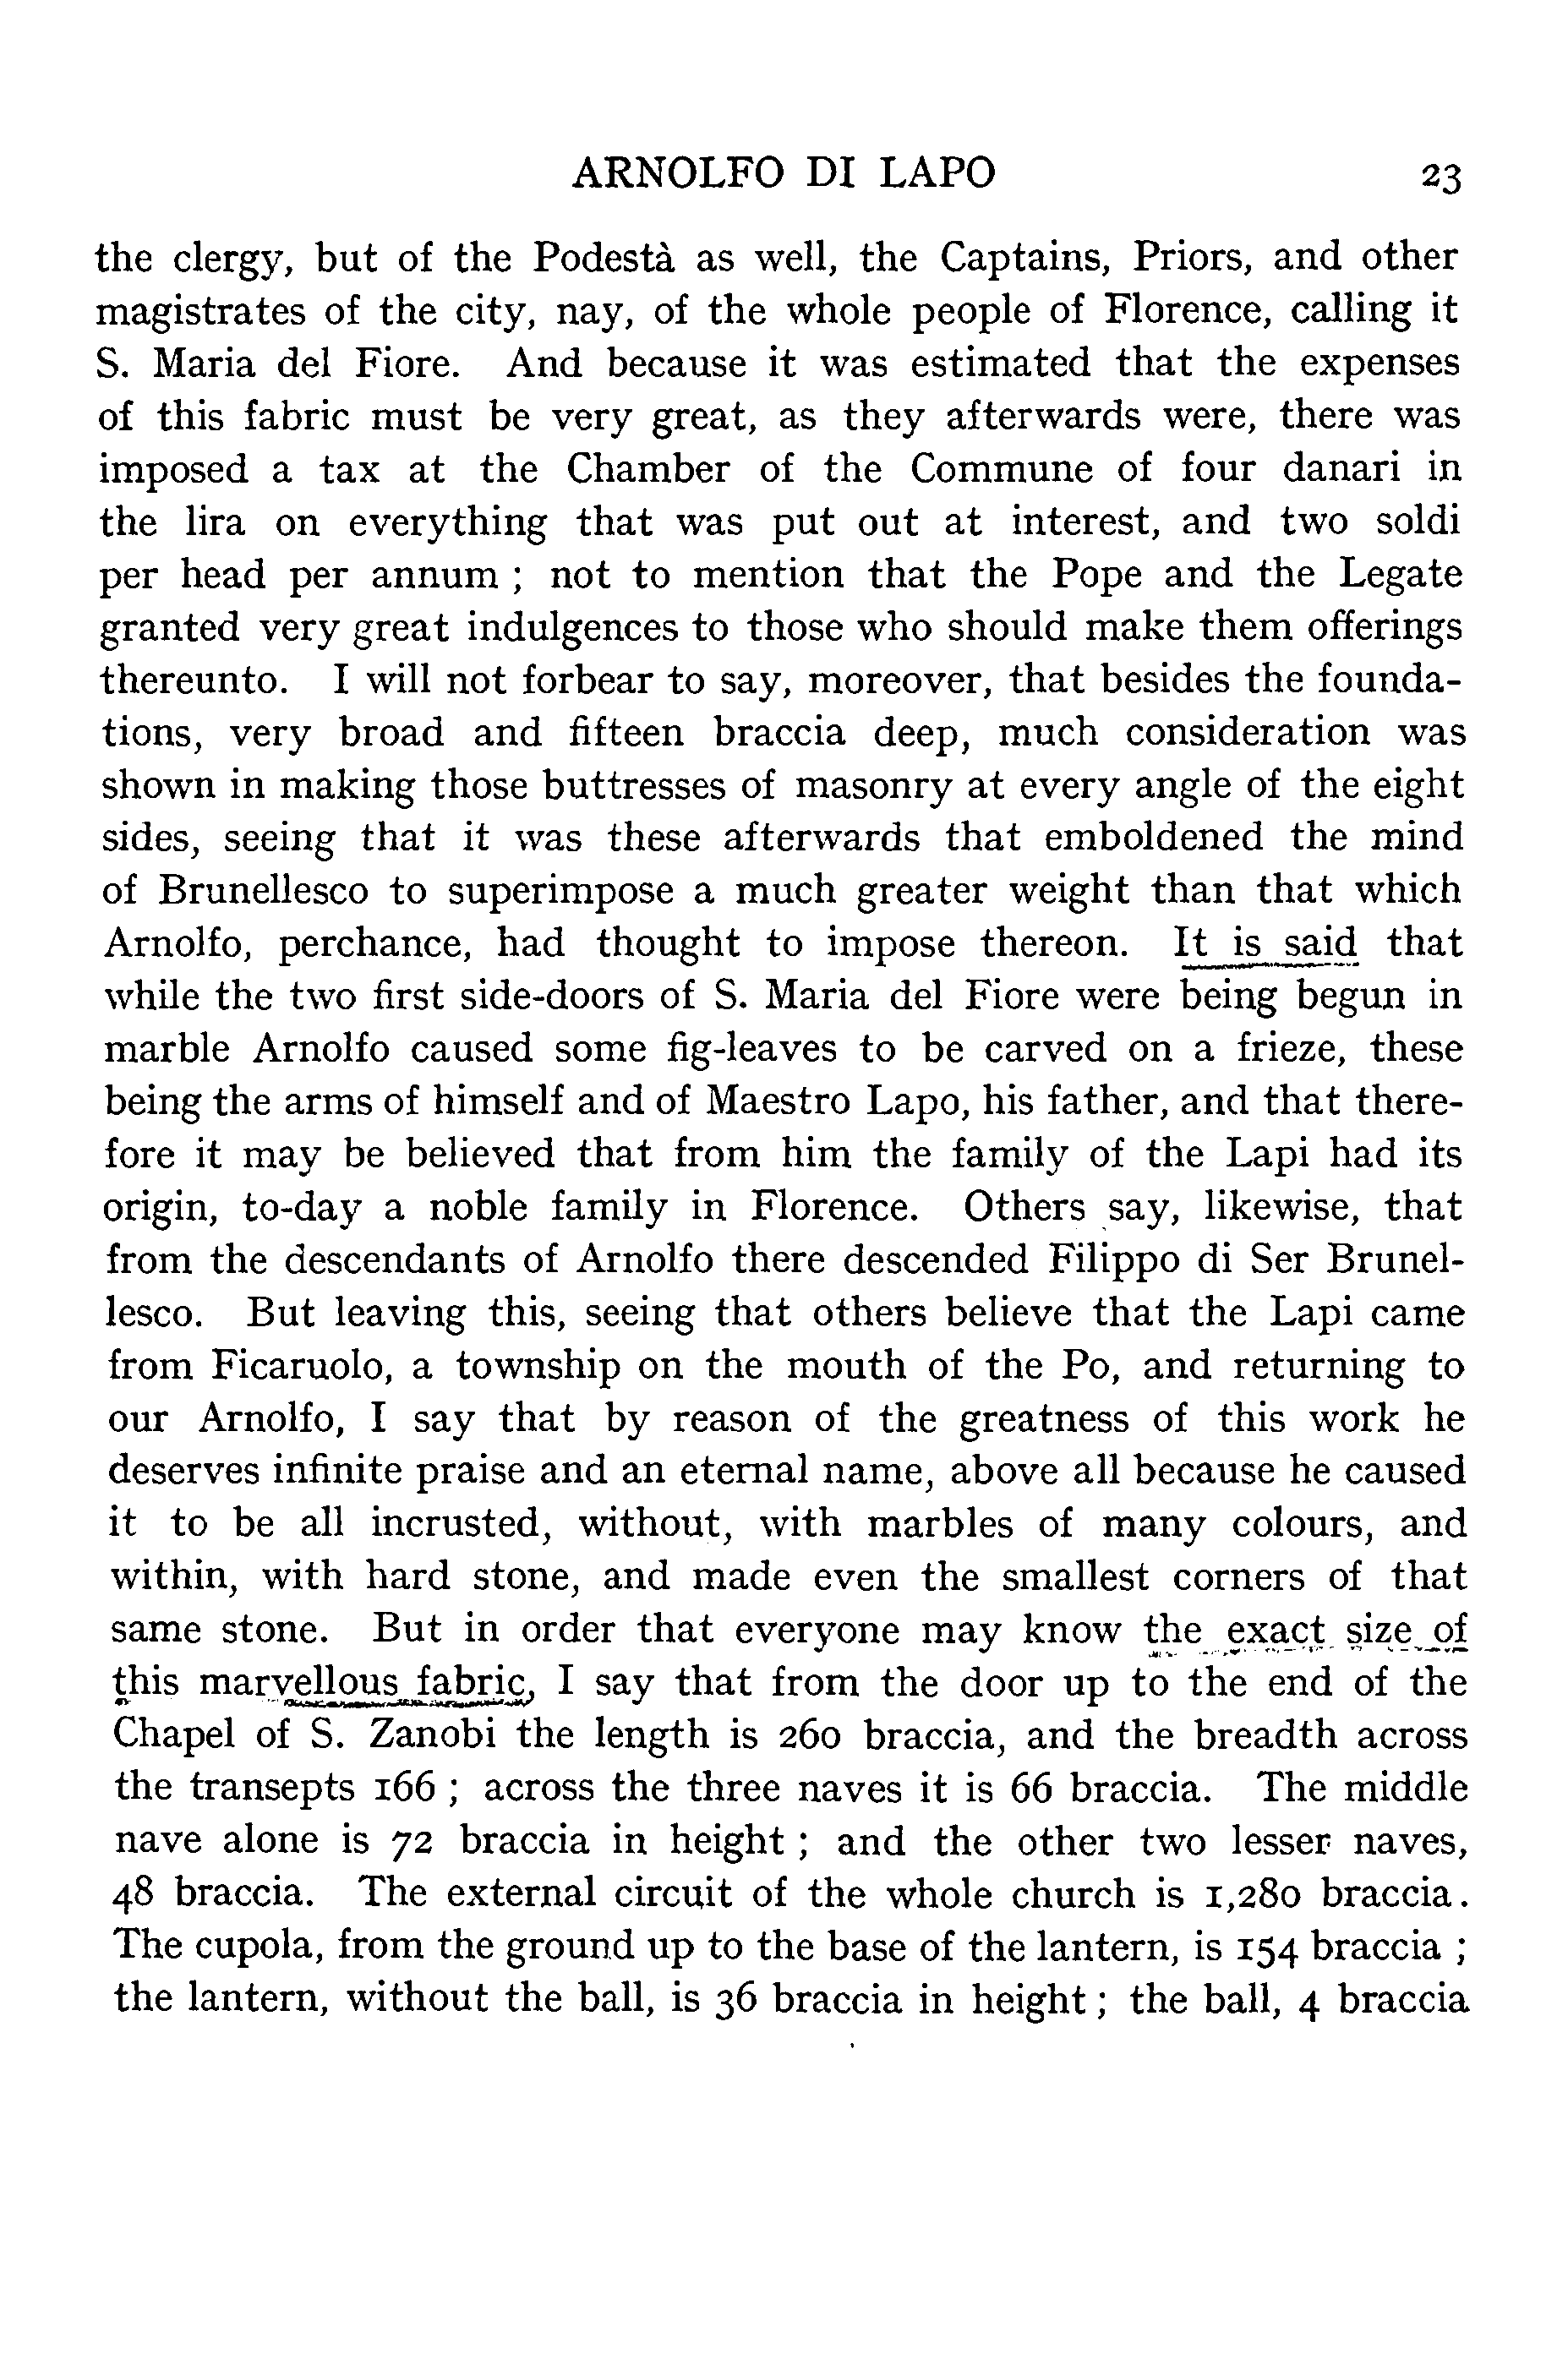 ARNOLFO DI LAPO 23
the clergy, but of the Podestà as well, the Captains, Priors, and other
magistrates of the city, nay, of the whole people of Florence, calling it
S. Maria del Fiore. And because it was estimated that the expenses
of this fabric must be very great, as they afterwards were, there was
imposed a tax at the Chamber of the Commune of four danari in
the lira on everything that was put out at interest, and two soldi
per head per annum ; not to mention that the Pope and the Legate
granted very great indulgences to those who should make them offerings
thereunto. I will not forbear to say, moreover, that besides the founda-
tions, very broad and fifteen braccia deep, much consideration was
shown in making those buttresses of masonry at every angle of the eight
sides, seeing that it was these afterwards that emboldened the mind
of Brunellesco to superimpose a much greater weight than that which
Arnolfo, perchance, had thought to impose thereon. It is said that
while the two first side-doors of S. Maria del Fiore were being begun in
marble Arnolfo caused some fig-leaves to be carved on a frieze, these
being the arms of himself and of Maestro Lapo, his father, and that there-
fore it may be believed that from him the family of the Lapi had its
origin, to-day a noble family in Florence. Others say, likewise, that
from the descendants of Arnolfo there descended Filippo di Ser Brunel-
lesco. But leaving this, seeing that others believe that the Lapi came
from Ficaruolo, a township on the mouth of the Po, and returning to
our Arnolfo, I say that by reason of the greatness of this work he
deserves infinite praise and an eternal name, above all because he caused
it to be all incrusted, without, with marbles of many colours, and
within, with hard stone, and made even the smallest corners of that
same stone. But in order that everyone may know the exact size of
this marvellous fabric, I say that from the door up to the end of the
Chapel of S. Zanobi the length is 260 braccia, and the breadth across
the transepts 166 ; across the three naves it is 66 braccia. The middle
nave alone is 72 braccia in height ; and the other two lesser naves,
48 braccia. The external circuit of the whole church is 1,280 braccia.
The cupola, from the ground up to the base of the lantern, is 154 braccia ;
the lantern, without the ball, is 36 braccia in height ; the ball, 4 braccia